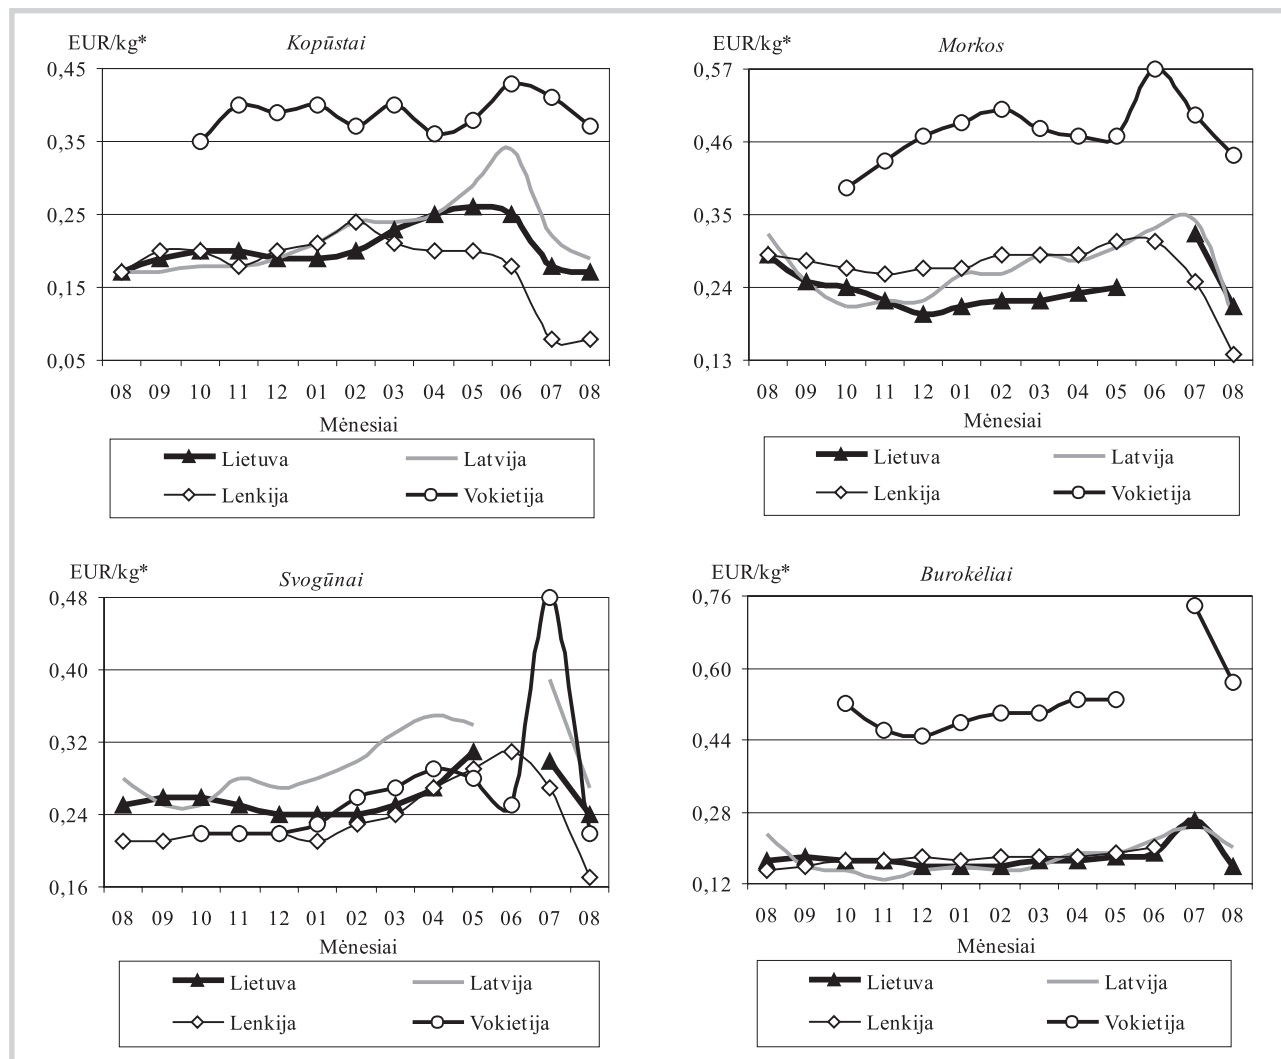 EUR/kg*
Kopūstai
0,45
0,35
0,25
0,15
0,05
08 09 10 11 12 01 02 03 04 05 06 07 08
Mėnesiai
Lietuva Latvija
Lenkija Vokietija
EUR/kg*
Morkos
0,57
0,46
0,35
0,24
0,13
08 09 10 11 12 01 02 03 04 05 06 07 08
Mėnesiai
Lietuva Latvija
Lenkija Vokietija
EUR/kg*
Svogūnai
0,48
0,40
0,32
0,24
0,16
08 09 10 11 12 01 02 03 04 05 06 07 08
Mėnesiai
Lietuva Latvija
Lenkija Vokietija
EUR/kg*
Burokėliai
0,76
0,60
0,44
0,28
0,12
08 09 10 11 12 01 02 03 04 05 06 07 08
Mėnesiai
Lietuva Latvija
Lenkija Vokietija